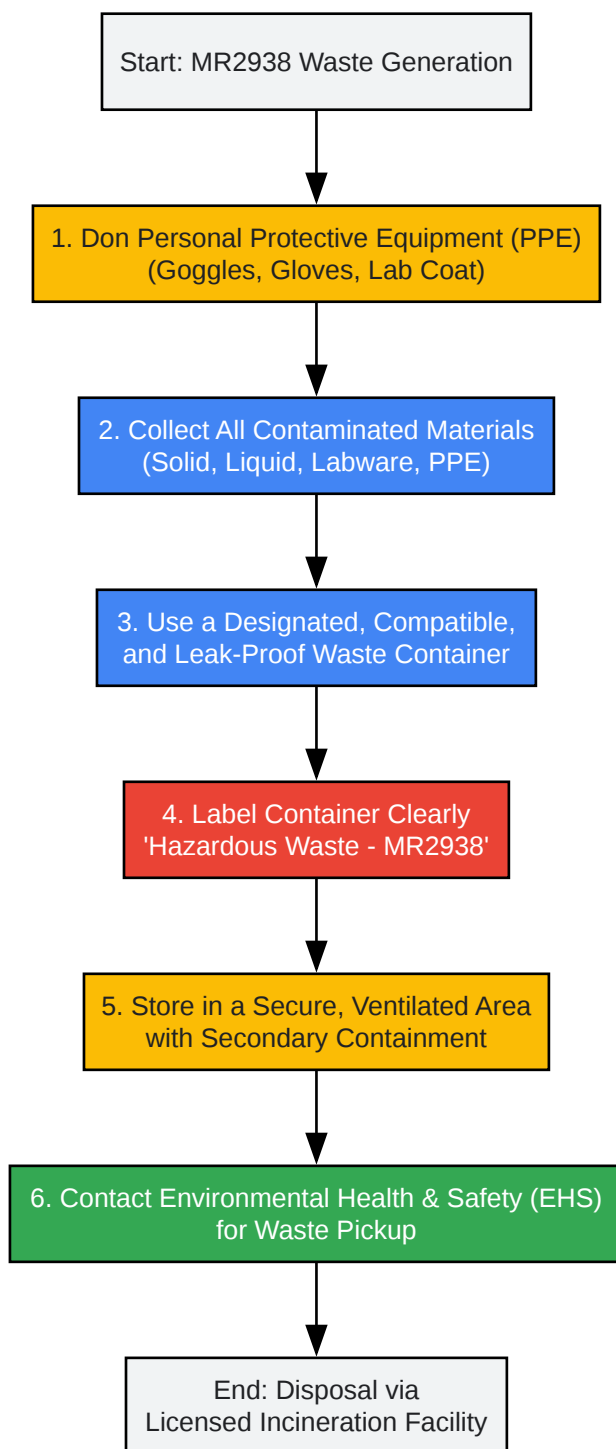 Start: MR2938 Waste Generation
1. Don Personal Protective Equipment (PPE)
(Goggles, Gloves, Lab Coat)
2. Collect All Contaminated Materials
(Solid, Liquid, Labware, PPE)
3. Use a Designated, Compatible,
and Leak-Proof Waste Container
4. Label Container Clearly
'Hazardous Waste - MR2938'
5. Store in a Secure, Ventilated Area
with Secondary Containment
6. Contact Environmental Health & Safety (EHS)
for Waste Pickup
End: Disposal via
Licensed Incineration Facility